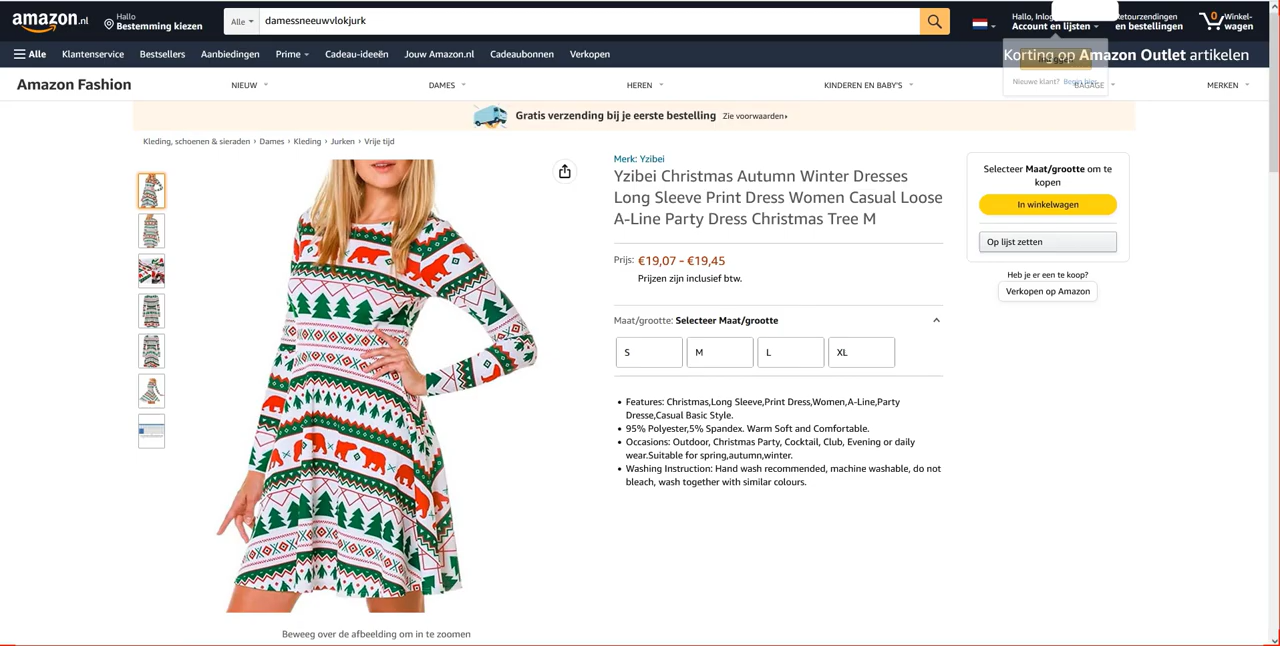 amazon.nl
Hallo
Bestemming kiezen
Alle
damessneeuwvlokjurk
Hallo,
Account en lijsten
etourzendingen
en bestellingen
0
Winkel-
wagen
Alle
Klantenservice
Bestsellers
Aanbiedingen
Prime
Cadeau-ideeën
Jouw Amazon.nl
Cadeaubonnen
Verkopen
Korting op Amazon Outlet artikelen
Nieuwe klant? Begin hier
Amazon Fashion
NIEUW
DAMES
HEREN
KINDEREN EN BABY'S
BAGAGE
MERKEN
Gratis verzending bij je eerste bestelling Zie voorwaarden
Kleding, schoenen & sieraden › Dames › Kleding › Jurken › Vrije tijd
Merk: Yzibei
Yzibei Christmas Autumn Winter Dresses
Long Sleeve Print Dress Women Casual Loose
A-Line Party Dress Christmas Tree M
Prijs: €19,07 - €19,45
Prijzen zijn inclusief btw.
Maat/grootte: Selecteer Maat/grootte
S
M
L
XL
• Features: Christmas,Long Sleeve,Print Dress,Women,A-Line,Party
Dresse,Casual Basic Style.
• 95% Polyester,5% Spandex. Warm Soft and Comfortable.
• Occasions: Outdoor, Christmas Party, Cocktail, Club, Evening or daily
wear.Suitable for spring,autumn,winter.
• Washing Instruction: Hand wash recommended, machine washable, do not
bleach, wash together with similar colours.
Selecteer Maat/grootte om te
kopen
In winkelwagen
Op lijst zetten
Heb je er een te koop?
Verkopen op Amazon
Beweeg over de afbeelding om in te zoomen